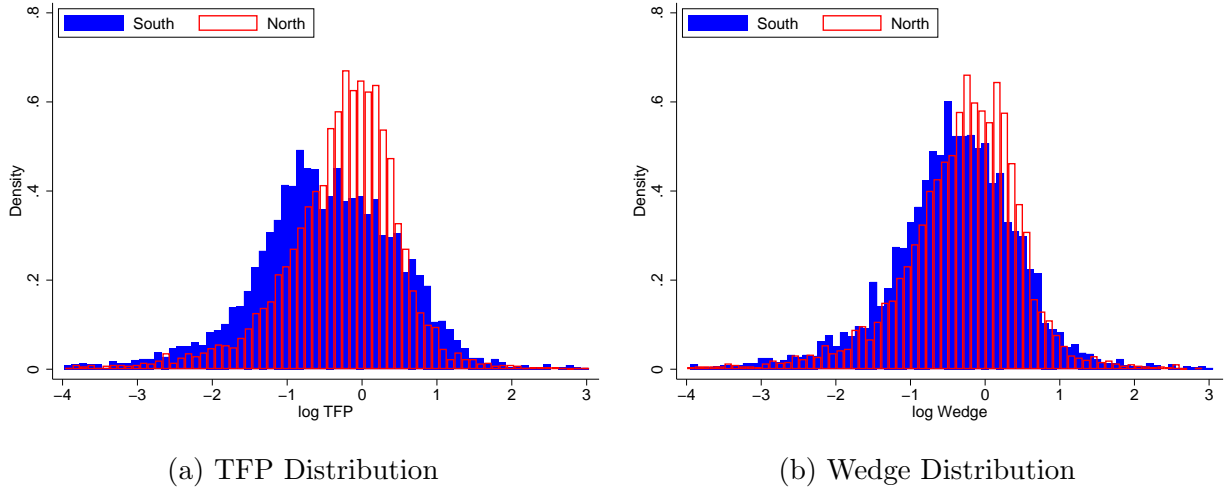 South North
Density
0 .2 .4 .6 .8
−4 −3 −2 −1 0 1 2 3
log TFP
(a) TFP Distribution
South North
Density
0 .2 .4 .6 .8
−4 −3 −2 −1 0 1 2 3
log Wedge
(b) Wedge Distribution